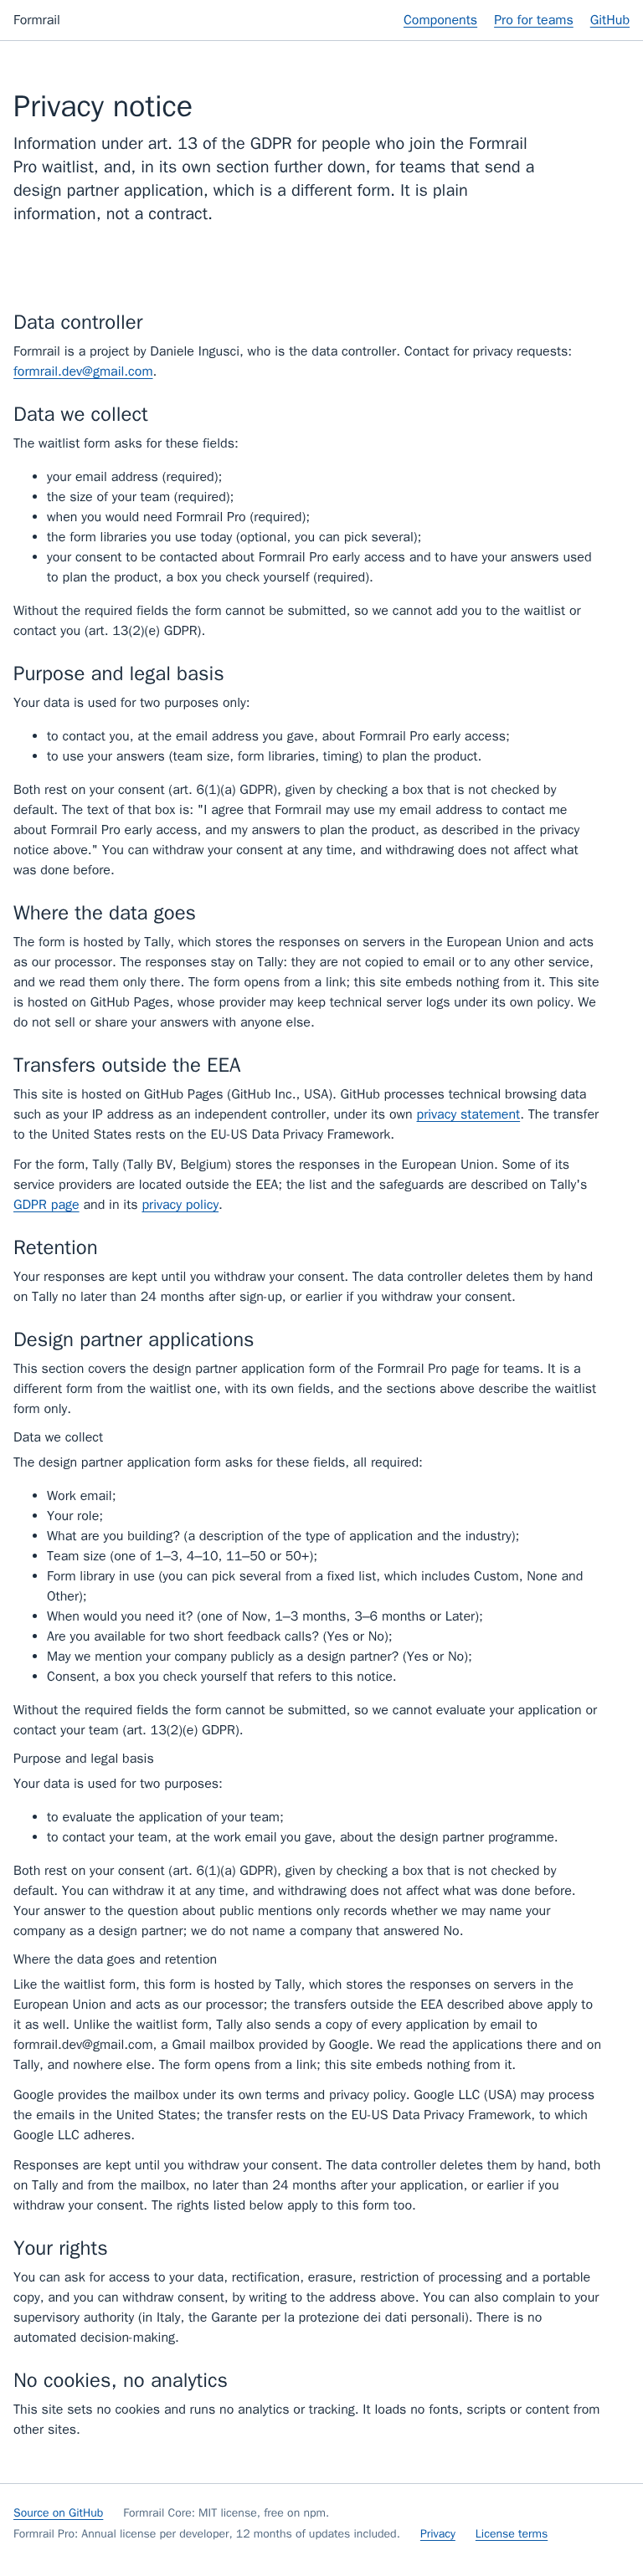 Formrail Components Pro for teams GitHub
Privacy notice
Information under art. 13 of the GDPR for people who join the Formrail
Pro waitlist, and, in its own section further down, for teams that send a
design partner application, which is a different form. It is plain
information, not a contract.
Data controller
Formrail is a project by Daniele Ingusci, who is the data controller. Contact for privacy requests:
formrail.dev@gmail.com.
Data we collect
The waitlist form asks for these fields:
• your email address (required);
• the size of your team (required);
• when you would need Formrail Pro (required);
• the form libraries you use today (optional, you can pick several);
• your consent to be contacted about Formrail Pro early access and to have your answers used
to plan the product, a box you check yourself (required).
Without the required fields the form cannot be submitted, so we cannot add you to the waitlist or
contact you (art. 13(2)(e) GDPR).
Purpose and legal basis
Your data is used for two purposes only:
• to contact you, at the email address you gave, about Formrail Pro early access;
• to use your answers (team size, form libraries, timing) to plan the product.
Both rest on your consent (art. 6(1)(a) GDPR), given by checking a box that is not checked by
default. The text of that box is: "I agree that Formrail may use my email address to contact me
about Formrail Pro early access, and my answers to plan the product, as described in the privacy
notice above." You can withdraw your consent at any time, and withdrawing does not affect what
was done before.
Where the data goes
The form is hosted by Tally, which stores the responses on servers in the European Union and acts
as our processor. The responses stay on Tally: they are not copied to email or to any other service,
and we read them only there. The form opens from a link; this site embeds nothing from it. This site
is hosted on GitHub Pages, whose provider may keep technical server logs under its own policy. We
do not sell or share your answers with anyone else.
Transfers outside the EEA
This site is hosted on GitHub Pages (GitHub Inc., USA). GitHub processes technical browsing data
such as your IP address as an independent controller, under its own privacy statement. The transfer
to the United States rests on the EU-US Data Privacy Framework.
For the form, Tally (Tally BV, Belgium) stores the responses in the European Union. Some of its
service providers are located outside the EEA; the list and the safeguards are described on Tally's
GDPR page and in its privacy policy.
Retention
Your responses are kept until you withdraw your consent. The data controller deletes them by hand
on Tally no later than 24 months after sign-up, or earlier if you withdraw your consent.
Design partner applications
This section covers the design partner application form of the Formrail Pro page for teams. It is a
different form from the waitlist one, with its own fields, and the sections above describe the waitlist
form only.
Data we collect
The design partner application form asks for these fields, all required:
• Work email;
• Your role;
• What are you building? (a description of the type of application and the industry);
• Team size (one of 1–3, 4–10, 11–50 or 50+);
• Form library in use (you can pick several from a fixed list, which includes Custom, None and
Other);
• When would you need it? (one of Now, 1–3 months, 3–6 months or Later);
• Are you available for two short feedback calls? (Yes or No);
• May we mention your company publicly as a design partner? (Yes or No);
• Consent, a box you check yourself that refers to this notice.
Without the required fields the form cannot be submitted, so we cannot evaluate your application or
contact your team (art. 13(2)(e) GDPR).
Purpose and legal basis
Your data is used for two purposes:
• to evaluate the application of your team;
• to contact your team, at the work email you gave, about the design partner programme.
Both rest on your consent (art. 6(1)(a) GDPR), given by checking a box that is not checked by
default. You can withdraw it at any time, and withdrawing does not affect what was done before.
Your answer to the question about public mentions only records whether we may name your
company as a design partner; we do not name a company that answered No.
Where the data goes and retention
Like the waitlist form, this form is hosted by Tally, which stores the responses on servers in the
European Union and acts as our processor; the transfers outside the EEA described above apply to
it as well. Unlike the waitlist form, Tally also sends a copy of every application by email to
formrail.dev@gmail.com, a Gmail mailbox provided by Google. We read the applications there and on
Tally, and nowhere else. The form opens from a link; this site embeds nothing from it.
Google provides the mailbox under its own terms and privacy policy. Google LLC (USA) may process
the emails in the United States; the transfer rests on the EU-US Data Privacy Framework, to which
Google LLC adheres.
Responses are kept until you withdraw your consent. The data controller deletes them by hand, both
on Tally and from the mailbox, no later than 24 months after your application, or earlier if you
withdraw your consent. The rights listed below apply to this form too.
Your rights
You can ask for access to your data, rectification, erasure, restriction of processing and a portable
copy, and you can withdraw consent, by writing to the address above. You can also complain to your
supervisory authority (in Italy, the Garante per la protezione dei dati personali). There is no
automated decision-making.
No cookies, no analytics
This site sets no cookies and runs no analytics or tracking. It loads no fonts, scripts or content from
other sites.
Source on GitHub Formrail Core: MIT license, free on npm.
Formrail Pro: Annual license per developer, 12 months of updates included. Privacy License terms